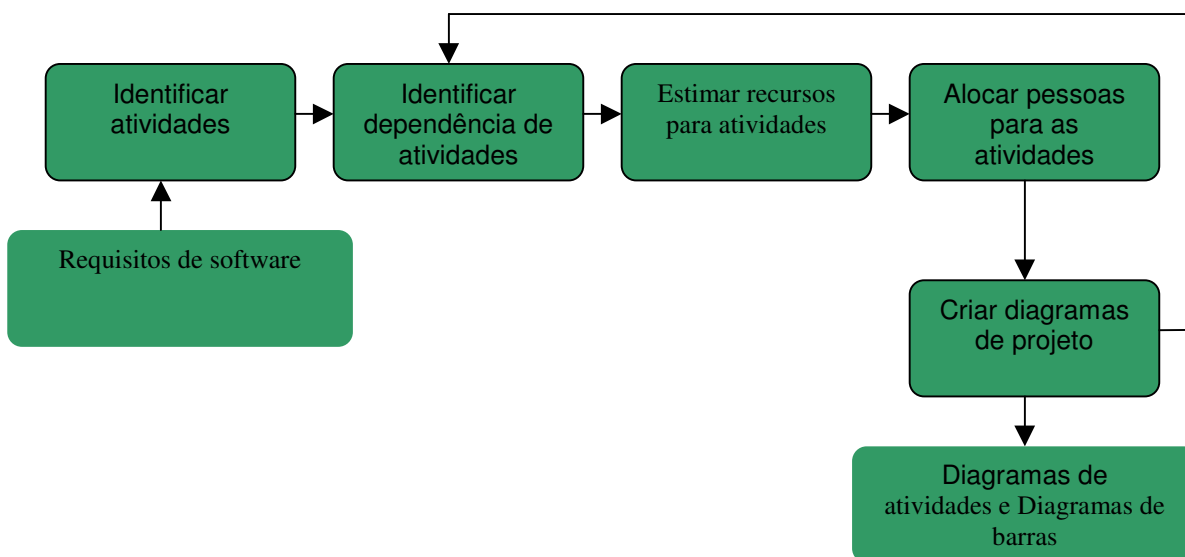 Identificar
atividades
Identificar
dependência de
atividades
Estimar recursos
para atividades
Alocar pessoas
para as
atividades
Requisitos de software
Criar diagramas
de projeto
Diagramas de
atividades e Diagramas de
barras